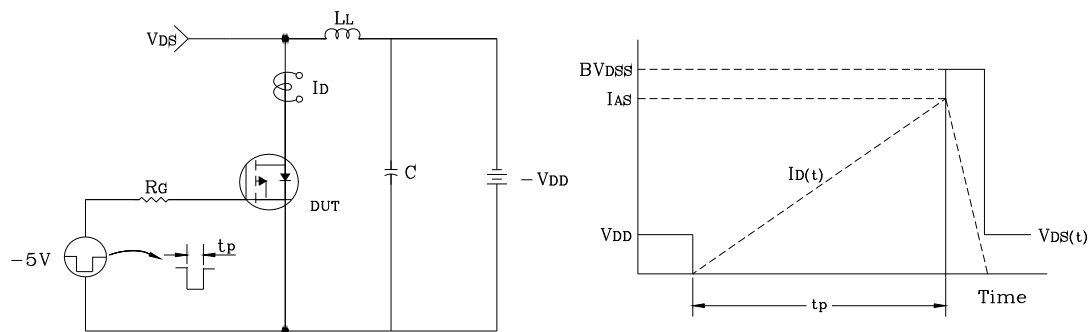 VDS
LL
ID
RG
DUT
C
-VDD
-5V
tp
BVDSS
IAS
ID(t)
VDD
VDS(t)
tp
Time